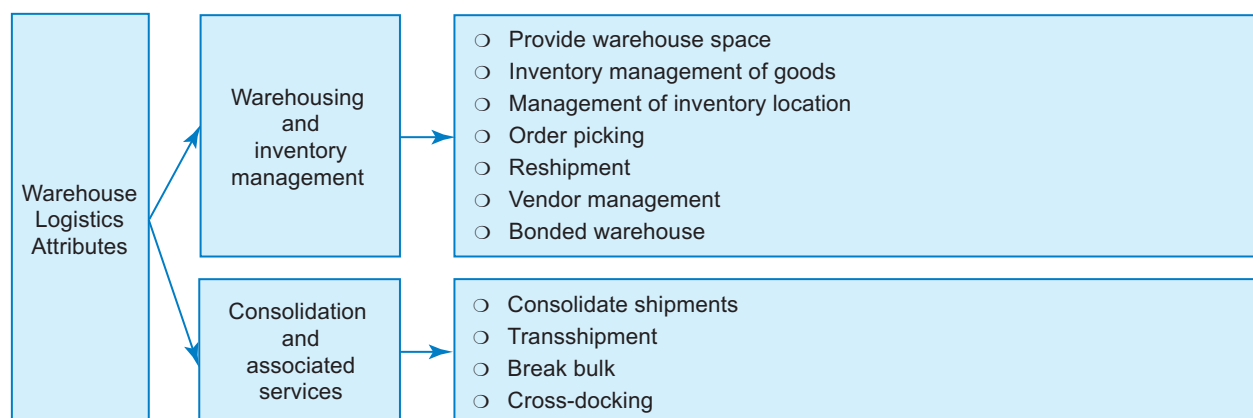 Warehouse
Logistics
Attributes
Warehousing
and
inventory
management
❍ Provide warehouse space
❍ Inventory management of goods
❍ Management of inventory location
❍ Order picking
❍ Reshipment
❍ Vendor management
❍ Bonded warehouse
Consolidation
and
associated
services
❍ Consolidate shipments
❍ Transshipment
❍ Break bulk
❍ Cross-docking